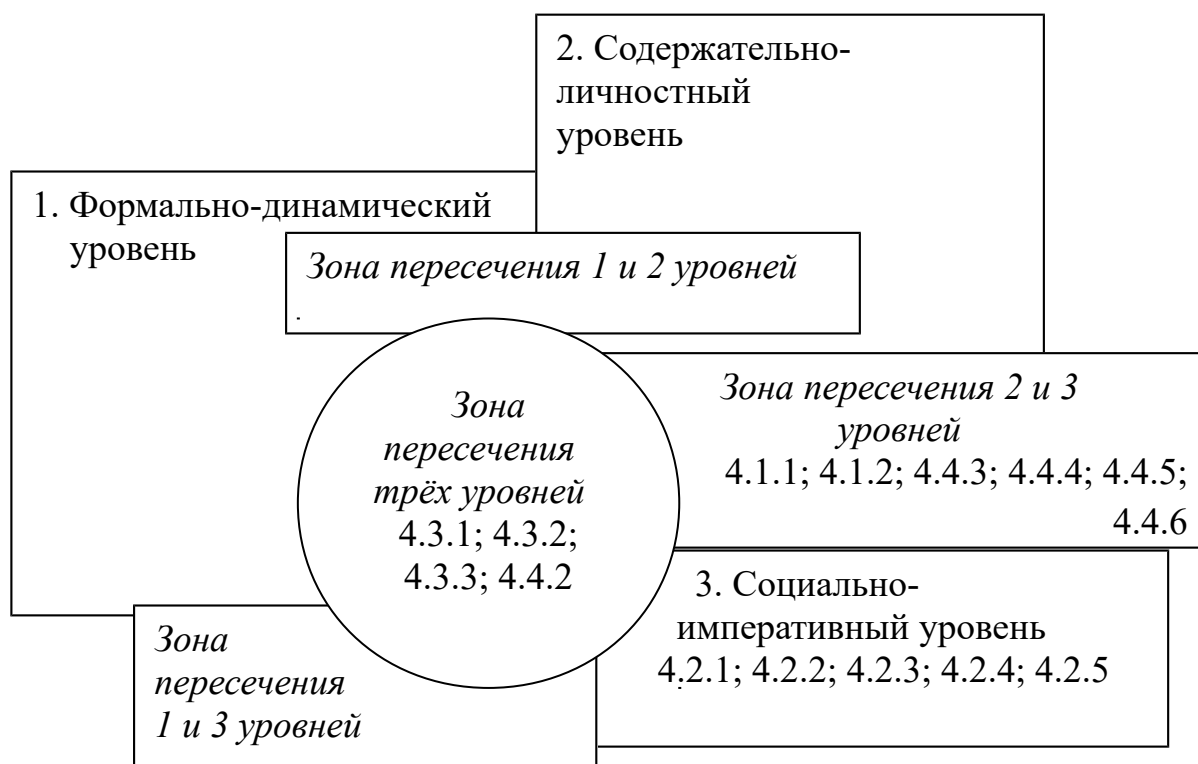 2. Содержательно-
личностный
уровень
1. Формально-динамический
уровень
Зона пересечения 1 и 2 уровней
.
Зона пересечения 2 и 3
уровней
4.1.1; 4.1.2; 4.4.3; 4.4.4; 4.4.5;
4.4.6
Зона
пересечения
трёх уровней
4.3.1; 4.3.2;
4.3.3; 4.4.2
3. Социально-
императивный уровень
4.2.1; 4.2.2; 4.2.3; 4.2.4; 4.2.5
.
Зона
пересечения
1 и 3 уровней